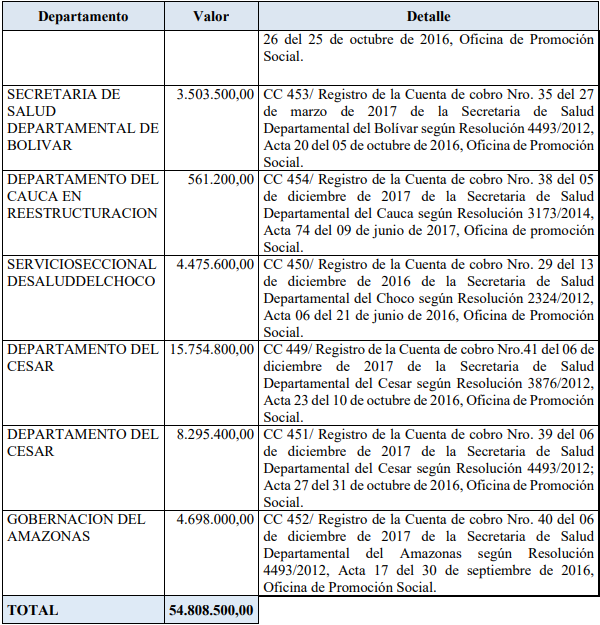 Departamento Valor Detalle
26 del 25 de octubre de 2016, Oficina de Promoción
Social.
SECRETARIA DE 3.503.500,00 CC 453/ Registro de la Cuenta de cobro Nro. 35 del 27
SALUD de marzo de 2017 de la Secretaria de Salud
DEPARTAMENTAL DE Departamental del Bolívar según Resolución 4493/2012,
BOLIVAR Acta 20 del 05 de octubre de 2016, Oficina de Promoción
Social.
DEPARTAMENTO DEL 561.200,00 CC 454/ Registro de la Cuenta de cobro Nro. 38 del 05
CAUCA EN de diciembre de 2017 de la Secretaria de Salud
REESTRUCTURACION Departamental del Cauca según Resolución 3173/2014,
Acta 74 del 09 de junio de 2017, Oficina de promoción
social.
SERVICIOSECCIONAL 4.475.600,00 CC 450/ Registro de la Cuenta de cobro Nro. 29 del 13
DESALUDDELCHOCO de diciembre de 2016 de la Secretaria de Salud
Departamental del Choco según Resolución 2324/2012,
Acta 06 del 21 de junio de 2016, Oficina de Promoción
Social.
DEPARTAMENTO DEL 15.754.800,00 CC 449/ Registro de la Cuenta de cobro Nro.41 del 06 de
CESAR diciembre de 2017 de la Secretaria de Salud
Departamental del Cesar según Resolución 3876/2012,
Acta 23 del 10 de octubre de 2016, Oficina de Promoción
Social.
DEPARTAMENTO DEL 8.295.400,00 CC 451/ Registro de la Cuenta de cobro Nro. 39 del 06
CESAR de diciembre de 2017 de la Secretaria de Salud
Departamental del Cesar según Resolución 4493/2012;
Acta 27 del 31 de octubre de 2016, Oficina de Promoción
Social.
GOBERNACION DEL 4.698.000,00 CC 452/ Registro de la Cuenta de cobro Nro. 40 del 06
AMAZONAS de diciembre de 2017 de la Secretaria de Salud
Departamental del Amazonas según Resolución
4493/2012, Acta 17 del 30 de septiembre de 2016,
Oficina de Promoción Social.
TOTAL 54.808.500,00